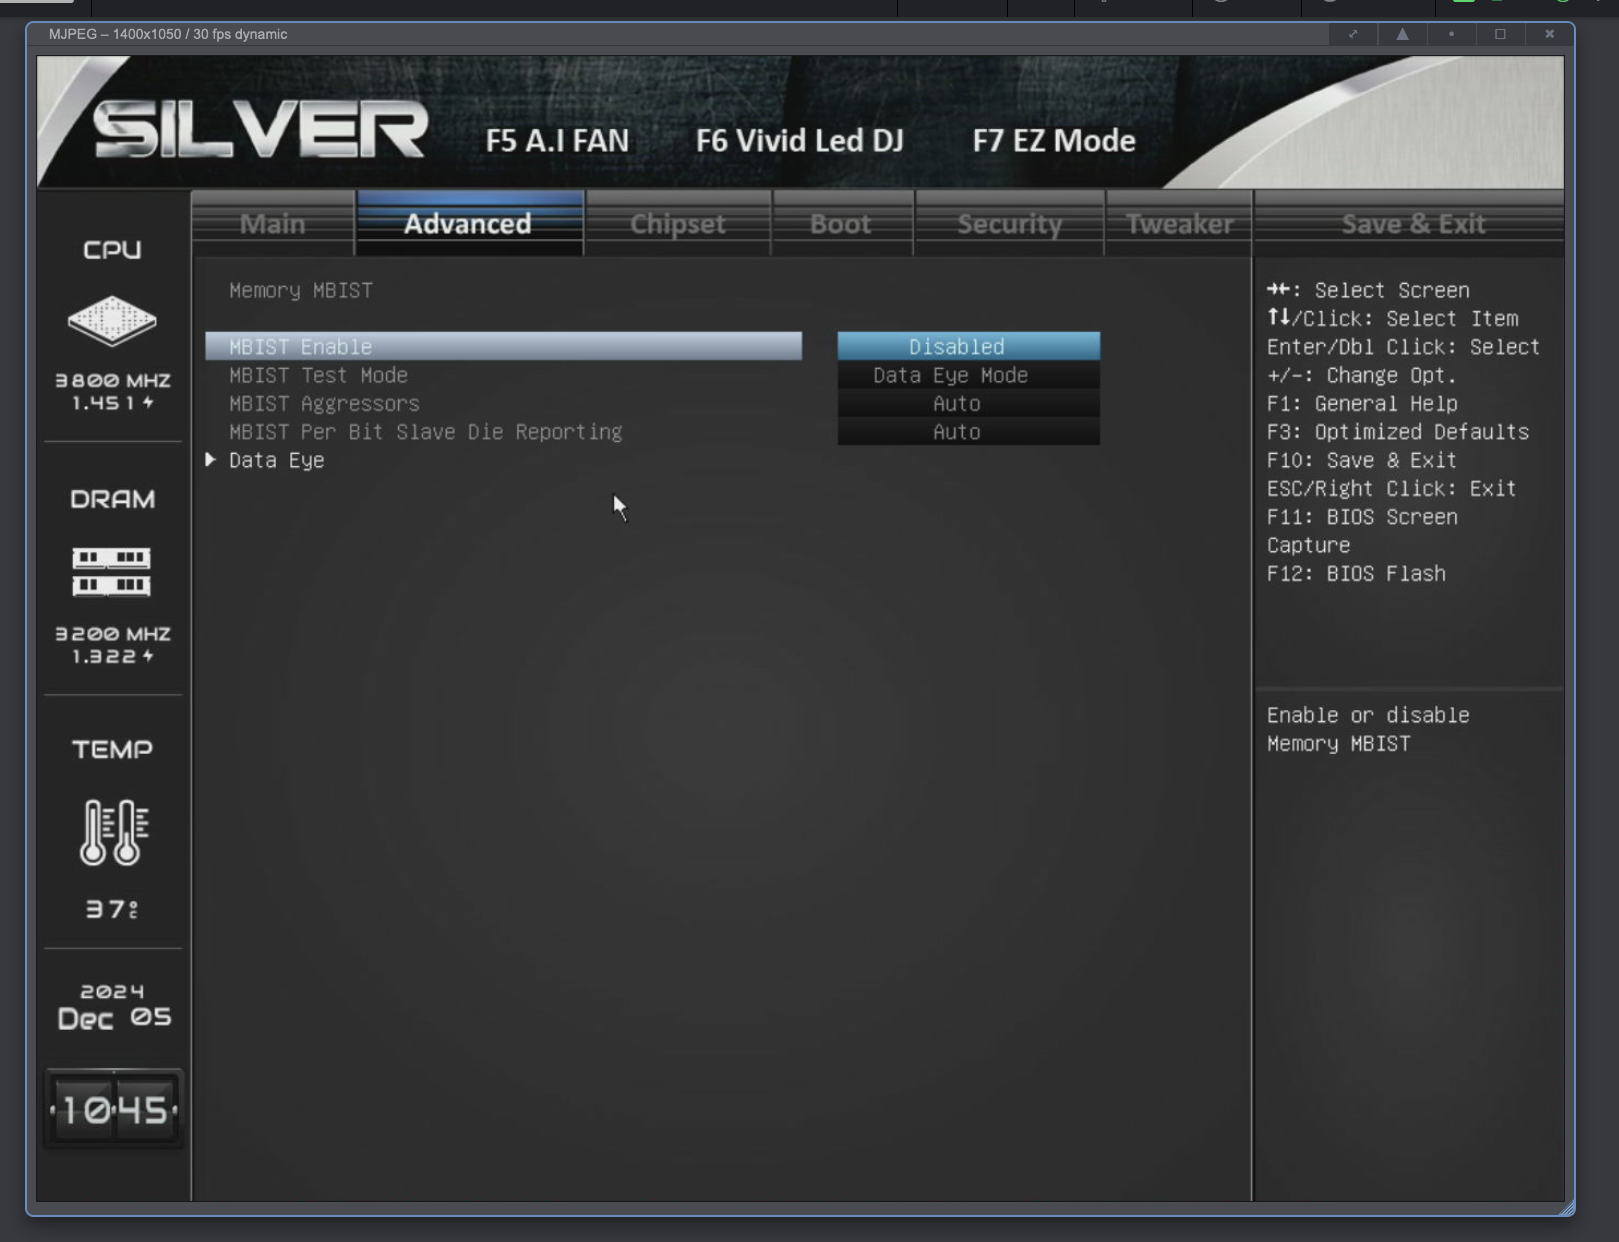 MJPEG – 1400x1050 / 30 fps dynamic
SILVER
F5 A.I FAN
F6 Vivid Led DJ
F7 EZ Mode
Main
Advanced
Chipset
Boot
Security
Tweaker
Save & Exit
CPU
3800 MHZ
1.451
DRAM
3200 MHZ
1.322
TEMP
37°C
2024
Dec 05
10:45
Memory MBIST
MBIST Enable Disabled
MBIST Test Mode Data Eye Mode
MBIST Aggressors Auto
MBIST Per Bit Slave Die Reporting Auto
Data Eye
→←: Select Screen
↑↓/Click: Select Item
Enter/Dbl Click: Select
+/-: Change Opt.
F1: General Help
F3: Optimized Defaults
F10: Save & Exit
ESC/Right Click: Exit
F11: BIOS Screen
Capture
F12: BIOS Flash
Enable or disable
Memory MBIST